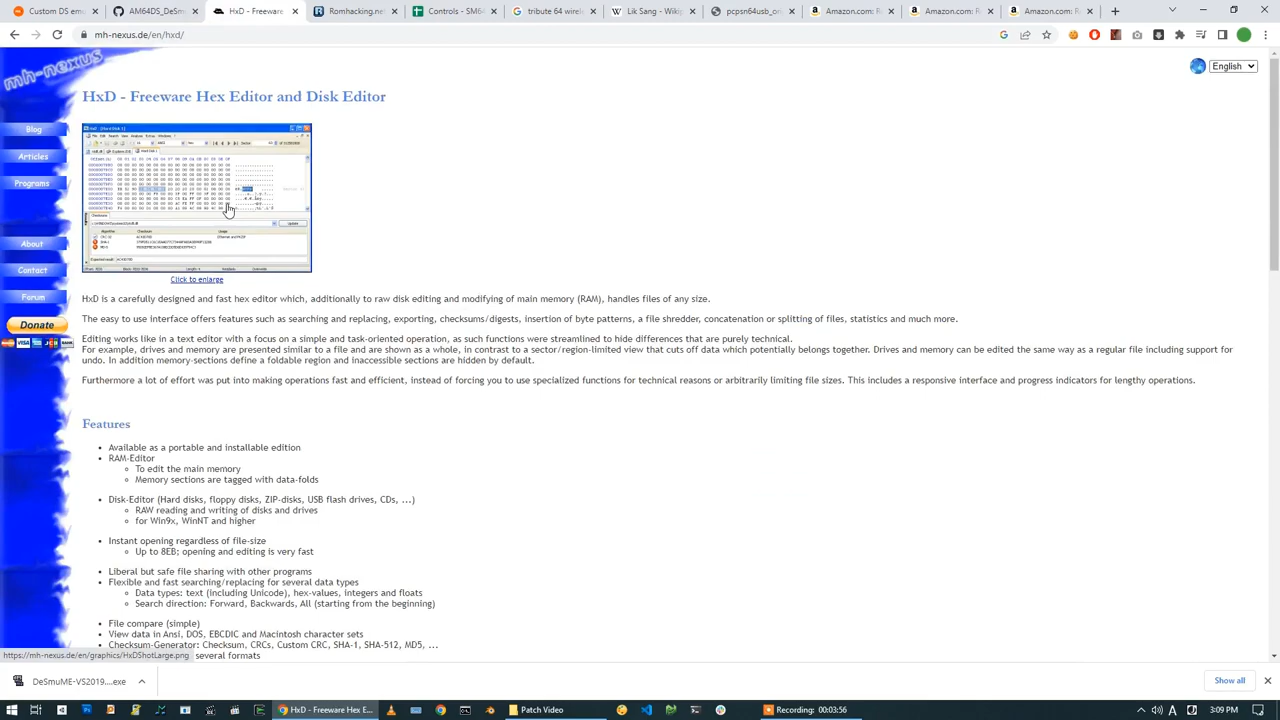 Custom DS em
AM64DS_DeSm
HxD - Freewar
Romhacking.ne
Controls - SM64
tribute 64 wirele
Lik Sang - Wikip
pcpsn64usb_ori
Amazon.com: R
Amazon.com: R
Amazon.com: R
mh-nexus.de/en/hxd/
mh-nexus
English
HxD - Freeware Hex Editor and Disk Editor
Blog
Articles
Programs
About
Contact
Forum
Donate
Click to enlarge
HxD is a carefully designed and fast hex editor which, additionally to raw disk editing and modifying of main memory (RAM), handles files of any size.
The easy to use interface offers features such as searching and replacing, exporting, checksums/digests, insertion of byte patterns, a file shredder, concatenation or splitting of files, statistics and much more.
Editing works like in a text editor with a focus on a simple and task-oriented operation, as such functions were streamlined to hide differences that are purely technical.
For example, drives and memory are presented similar to a file and are shown as a whole, in contrast to a sector/region-limited view that cuts off data which potentially belongs together. Drives and memory can be edited the same way as a regular file including support for
undo. In addition memory-sections define a foldable region and inaccessible sections are hidden by default.
Furthermore a lot of effort was put into making operations fast and efficient, instead of forcing you to use specialized functions for technical reasons or arbitrarily limiting file sizes. This includes a responsive interface and progress indicators for lengthy operations.
Features
• Available as a portable and installable edition
• RAM-Editor
To edit the main memory
Memory sections are tagged with data-folds
• Disk-Editor (Hard disks, floppy disks, ZIP-disks, USB flash drives, CDs, ...)
RAW reading and writing of disks and drives
for Win9x, WinNT and higher
• Instant opening regardless of file-size
Up to 8EB; opening and editing is very fast
• Liberal but safe file sharing with other programs
• Flexible and fast searching/replacing for several data types
Data types: text (including Unicode), hex-values, integers and floats
Search direction: Forward, Backwards, All (starting from the beginning)
• File compare (simple)
• View data in Ansi, DOS, EBCDIC and Macintosh character sets
• Checksum-Generator: Checksum, CRCs, Custom CRC, SHA-1, SHA-512, MD5, ...
https://mh-nexus.de/en/graphics/HxDShotLarge.png several formats
DeSmuME-VS2019....exe
Show all
HxD - Freeware Hex E...
Patch Video
Recording: 00:03:56
3:09 PM